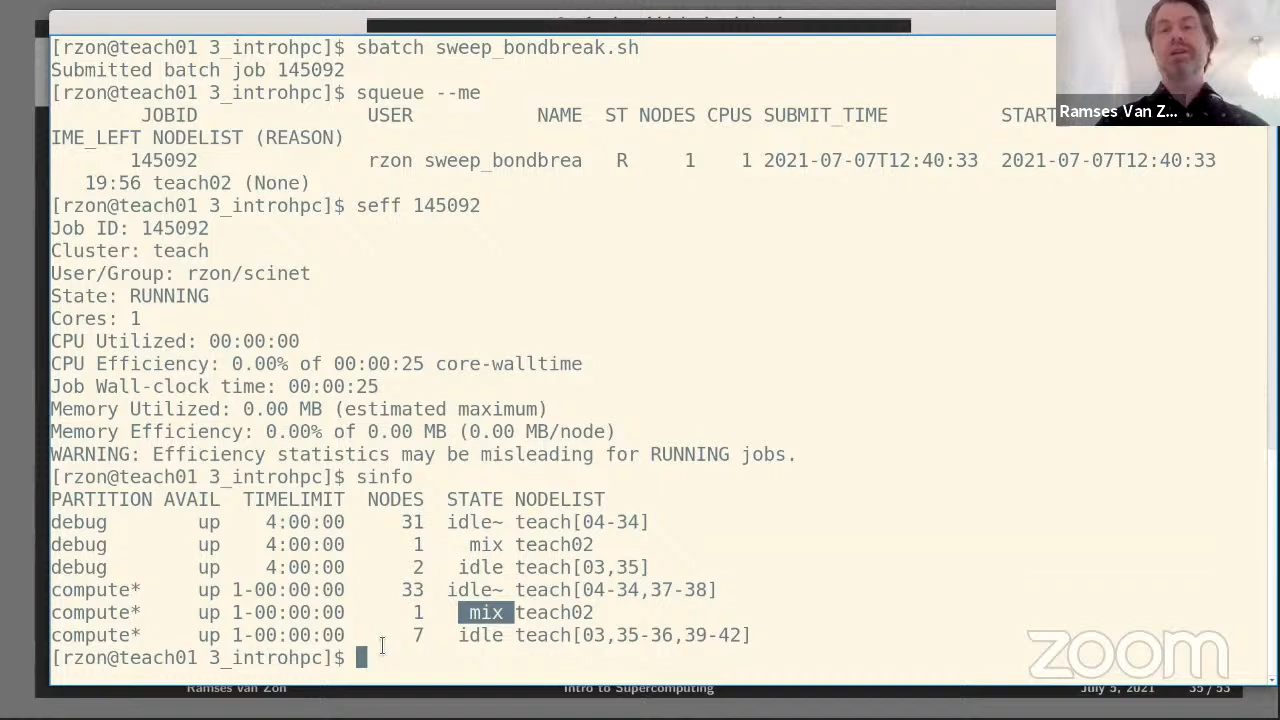 [rzon@teach01 3_introhpc]$ sbatch sweep_bondbreak.sh
Submitted batch job 145092
[rzon@teach01 3_introhpc]$ squeue --me
JOBID USER NAME ST NODES CPUS SUBMIT_TIME START
IME_LEFT NODELIST (REASON)
145092 rzon sweep_bondbrea R 1 1 2021-07-07T12:40:33 2021-07-07T12:40:33
19:56 teach02 (None)
[rzon@teach01 3_introhpc]$ seff 145092
Job ID: 145092
Cluster: teach
User/Group: rzon/scinet
State: RUNNING
Cores: 1
CPU Utilized: 00:00:00
CPU Efficiency: 0.00% of 00:00:25 core-walltime
Job Wall-clock time: 00:00:25
Memory Utilized: 0.00 MB (estimated maximum)
Memory Efficiency: 0.00% of 0.00 MB (0.00 MB/node)
WARNING: Efficiency statistics may be misleading for RUNNING jobs.
[rzon@teach01 3_introhpc]$ sinfo
PARTITION AVAIL TIMELIMIT NODES STATE NODELIST
debug up 4:00:00 31 idle~ teach[04-34]
debug up 4:00:00 1 mix teach02
debug up 4:00:00 2 idle teach[03,35]
compute* up 1-00:00:00 33 idle~ teach[04-34,37-38]
compute* up 1-00:00:00 1 mix teach02
compute* up 1-00:00:00 7 idle teach[03,35-36,39-42]
[rzon@teach01 3_introhpc]$
Ramses Van Z...
zoom
Ramses Van Zon Intro to Supercomputing July 5, 2021 35 / 53